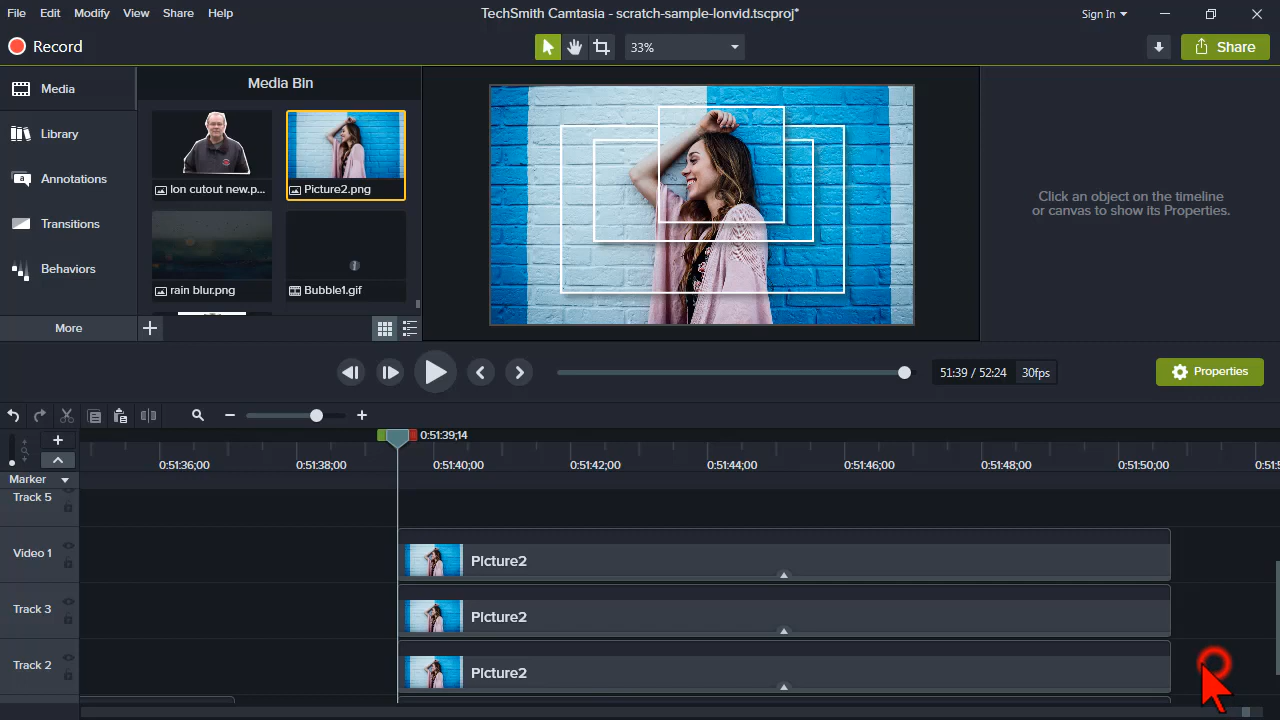 File Edit Modify View Share Help
TechSmith Camtasia - scratch-sample-lonvid.tscproj*
Sign In
Record
33%
Share
Media
Library
Annotations
Transitions
Behaviors
More
Media Bin
lon cutout new.p...
Picture2.png
rain blur.png
Bubble1.gif
Click an object on the timeline
or canvas to show its Properties.
51:39 / 52:24 30fps
Properties
0:51:39;14
0:51:36;00 0:51:38;00 0:51:40;00 0:51:42;00 0:51:44;00 0:51:46;00 0:51:48;00 0:51:50;00 0:51:5
Marker
Track 5
Video 1
Picture2
Track 3
Picture2
Track 2
Picture2